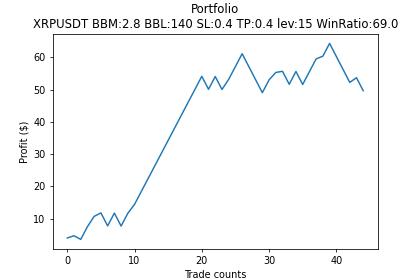 Portfolio
XRPUSDT BBM:2.8 BBL:140 SL:0.4 TP:0.4 lev:15 WinRatio:69.0
60
50
40
30
20
10
Profit ($)
0 10 20 30 40
Trade counts